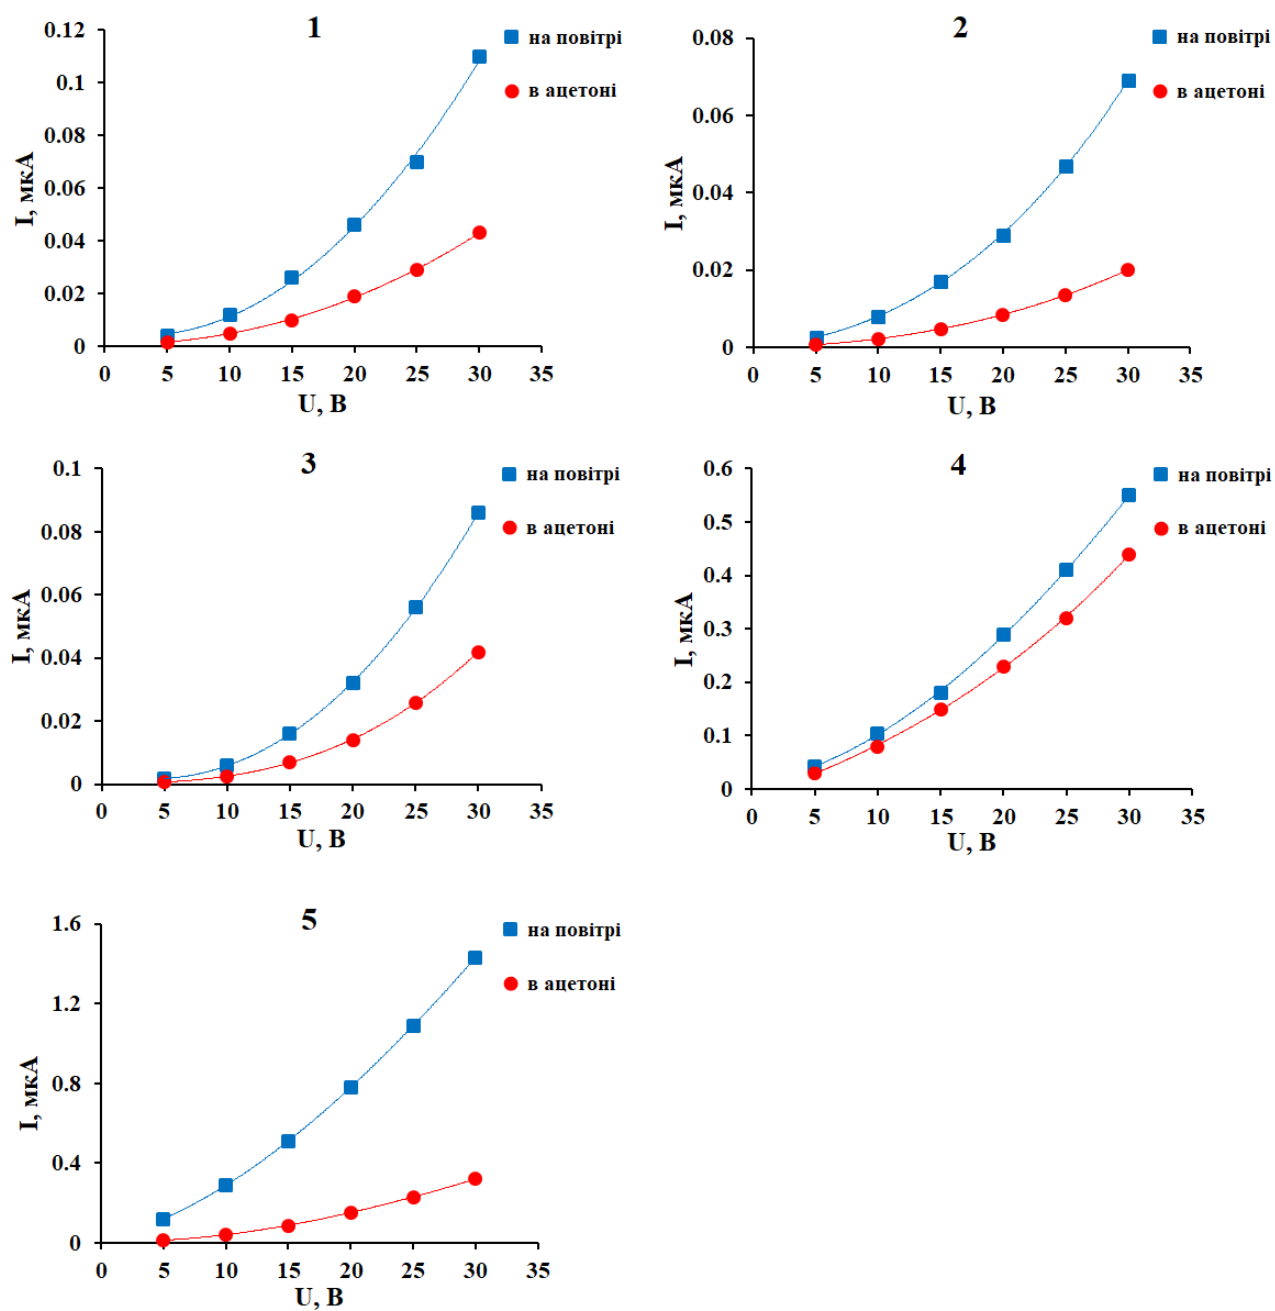 1
на повітрі
в ацетоні
0.12
0.1
0.08
0.06
0.04
0.02
0
I, мкА
0 5 10 15 20 25 30 35
U, В
2
на повітрі
в ацетоні
0.08
0.06
0.04
0.02
0
I, мкА
0 5 10 15 20 25 30 35
U, В
3
на повітрі
в ацетоні
0.1
0.08
0.06
0.04
0.02
0
I, мкА
0 5 10 15 20 25 30 35
U, В
4
на повітрі
в ацетоні
0.6
0.5
0.4
0.3
0.2
0.1
0
I, мкА
0 5 10 15 20 25 30 35
U, В
5
на повітрі
в ацетоні
1.6
1.2
0.8
0.4
0
I, мкА
0 5 10 15 20 25 30 35
U, В